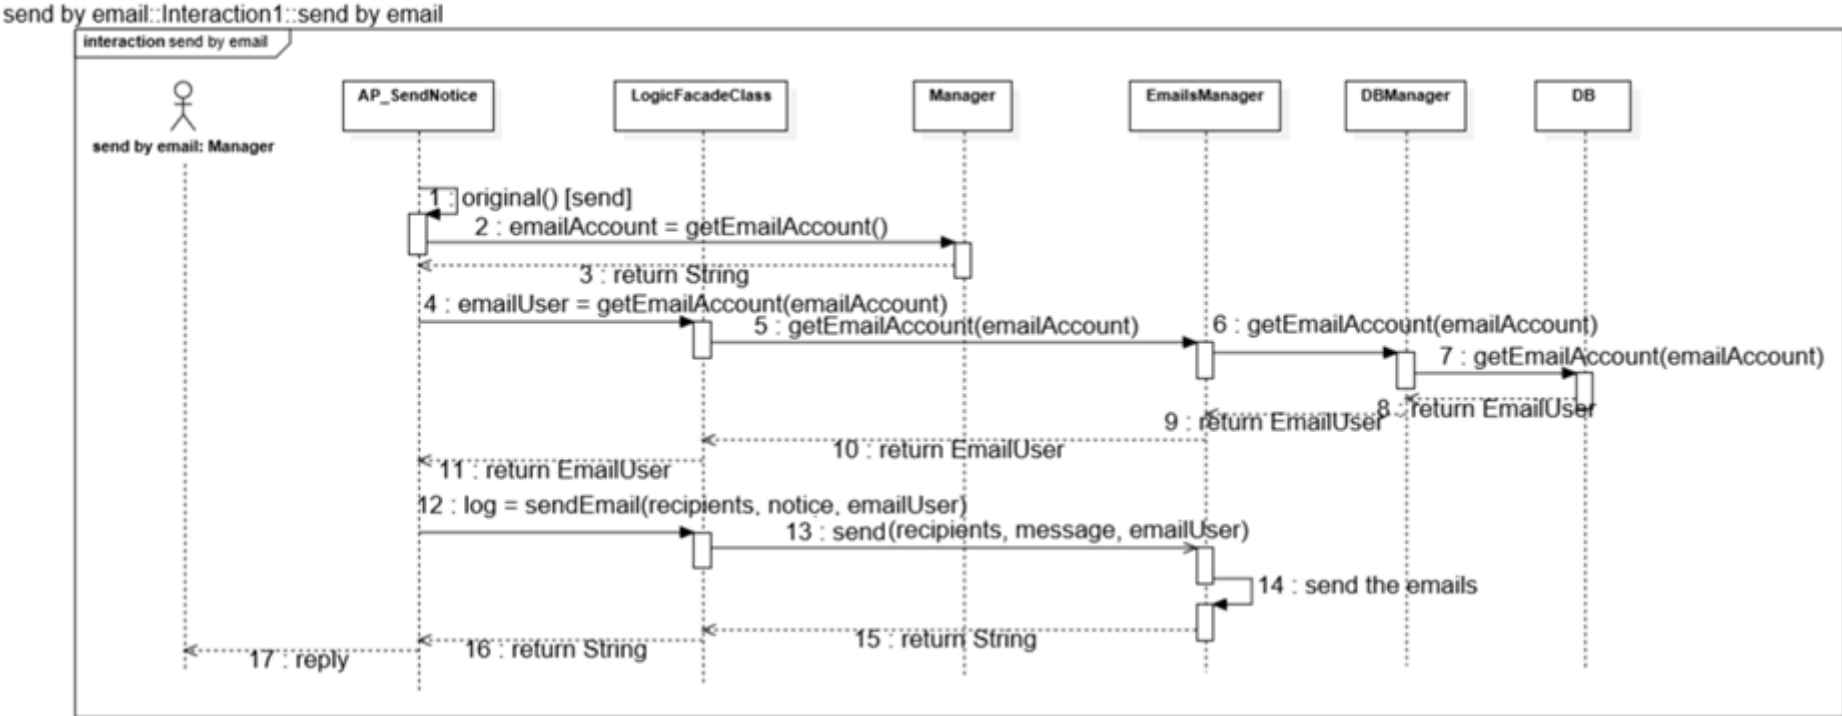 send by email::Interaction1::send by email
interaction send by email
send by email: Manager
AP_SendNotice
LogicFacadeClass
Manager
EmailsManager
DBManager
DB
1 : original() [send]
2 : emailAccount = getEmailAccount()
3 : return String
4 : emailUser = getEmailAccount(emailAccount)
5 : getEmailAccount(emailAccount)
6 : getEmailAccount(emailAccount)
7 : getEmailAccount(emailAccount)
8 : return EmailUser
9 : return EmailUser
10 : return EmailUser
11 : return EmailUser
12 : log = sendEmail(recipients, notice, emailUser)
13 : send(recipients, message, emailUser)
14 : send the emails
15 : return String
16 : return String
17 : reply